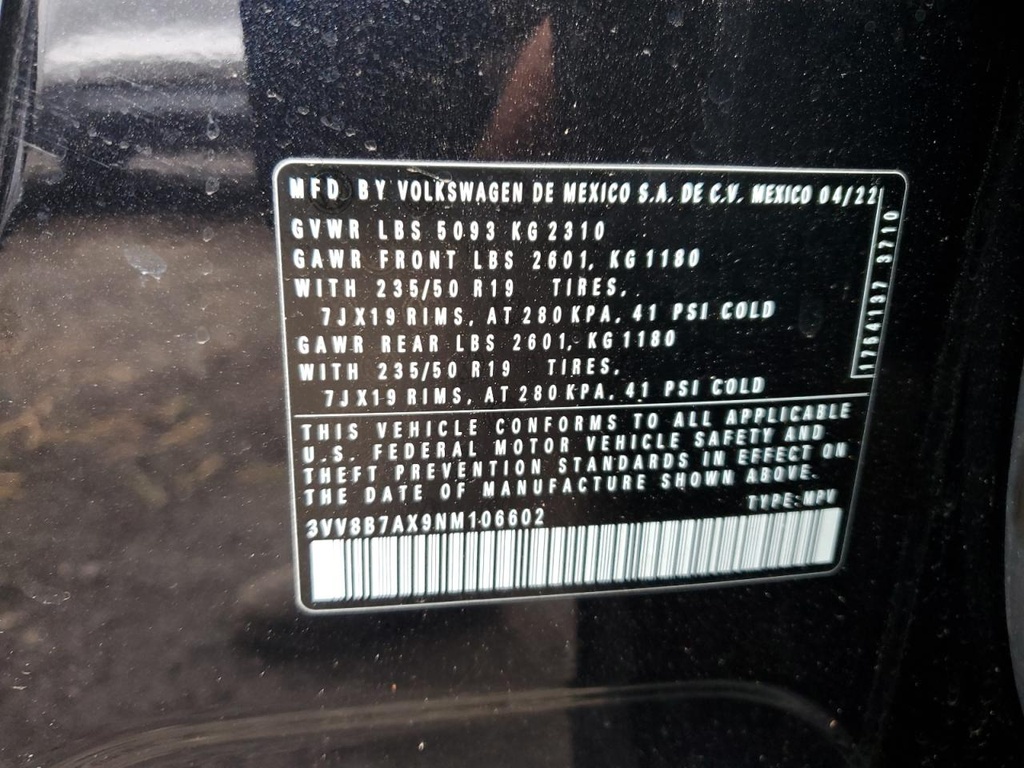 MFD BY VOLKSWAGEN DE MEXICO S.A. DE C.V. MEXICO 04/22
GVWR LBS 5093 KG 2310
GAWR FRONT LBS 2601, KG 1180
WITH 235/50 R19 TIRES,
7JX19 RIMS, AT 280 KPA, 41 PSI COLD
GAWR REAR LBS 2601, KG 1180
WITH 235/50 R19 TIRES,
7JX19 RIMS, AT 280 KPA, 41 PSI COLD
1754137 3710
THIS VEHICLE CONFORMS TO ALL APPLICABLE
U.S. FEDERAL MOTOR VEHICLE SAFETY AND
THEFT PREVENTION STANDARDS IN EFFECT ON
THE DATE OF MANUFACTURE SHOWN ABOVE.
TYPE: MPV
3VV8B7AX9NM106602